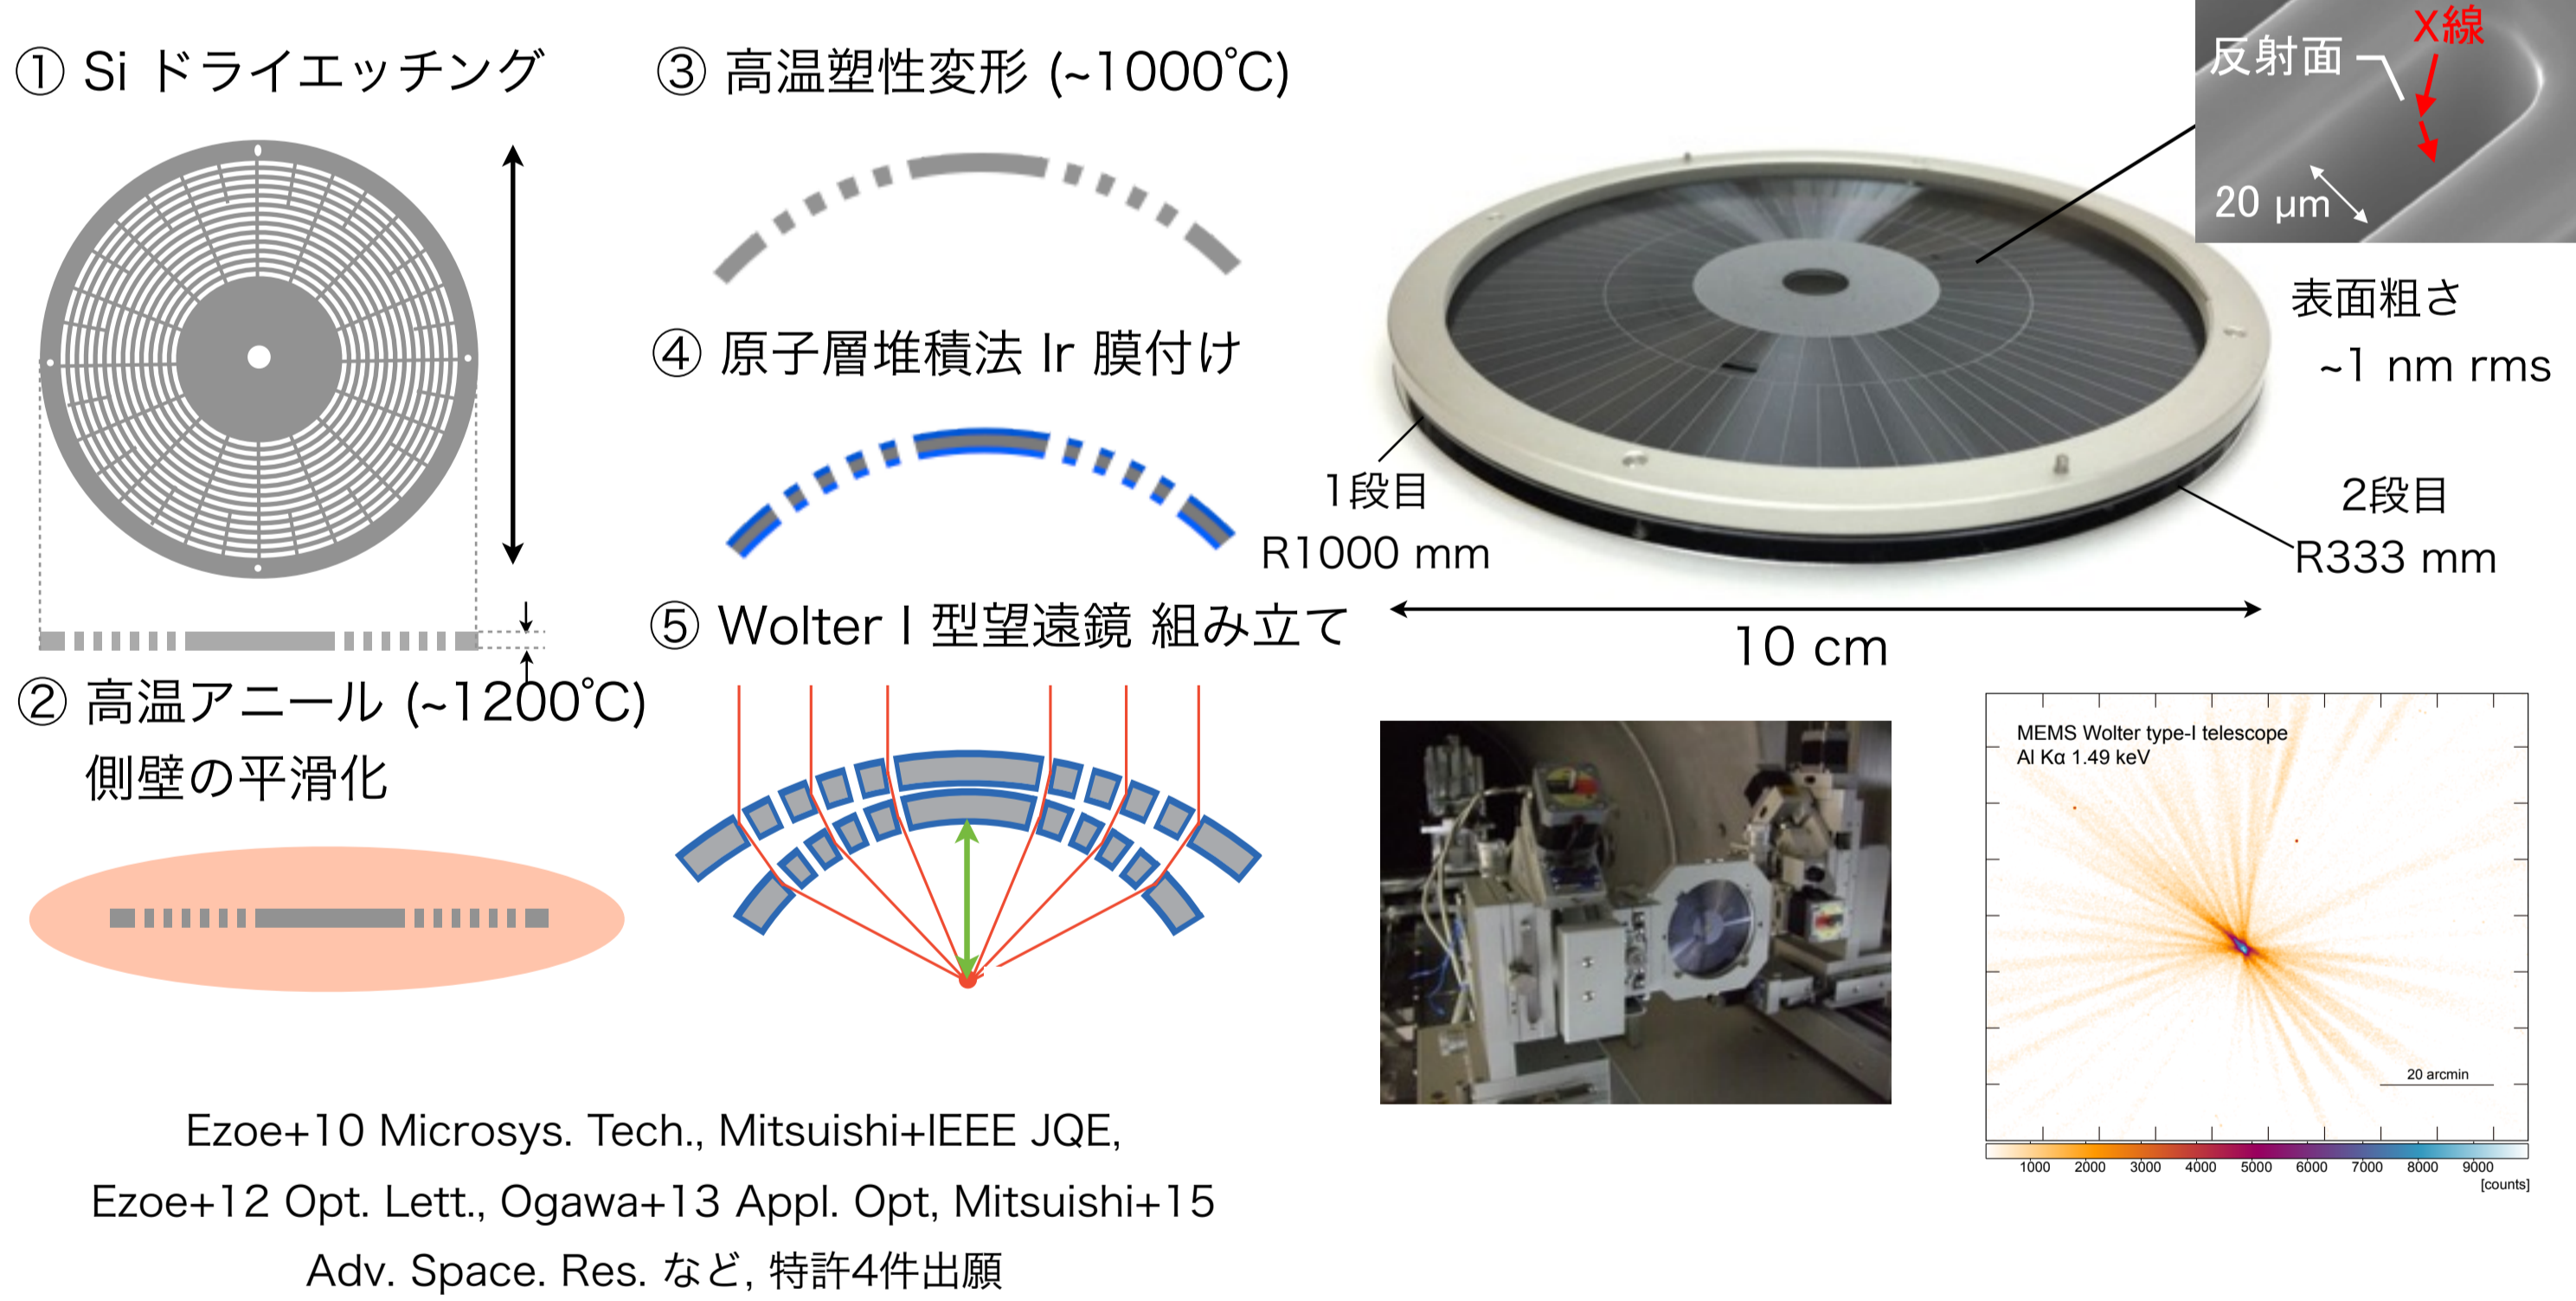 ① Si ドライエッチング
② 高温アニール (~1200℃)
側壁の平滑化
③ 高温塑性変形 (~1000℃)
④ 原子層堆積法 Ir 膜付け
⑤ Wolter I 型望遠鏡 組み立て
Ezoe+10 Microsys. Tech., Mitsuishi+IEEE JQE,
Ezoe+12 Opt. Lett., Ogawa+13 Appl. Opt, Mitsuishi+15
Adv. Space. Res. など, 特許4件出願
X線
反射面
20 μm
表面粗さ
~1 nm rms
1段目
R1000 mm
2段目
R333 mm
10 cm
MEMS Wolter type-I telescope
Al Kα 1.49 keV
20 arcmin
1000 2000 3000 4000 5000 6000 7000 8000 9000
[counts]